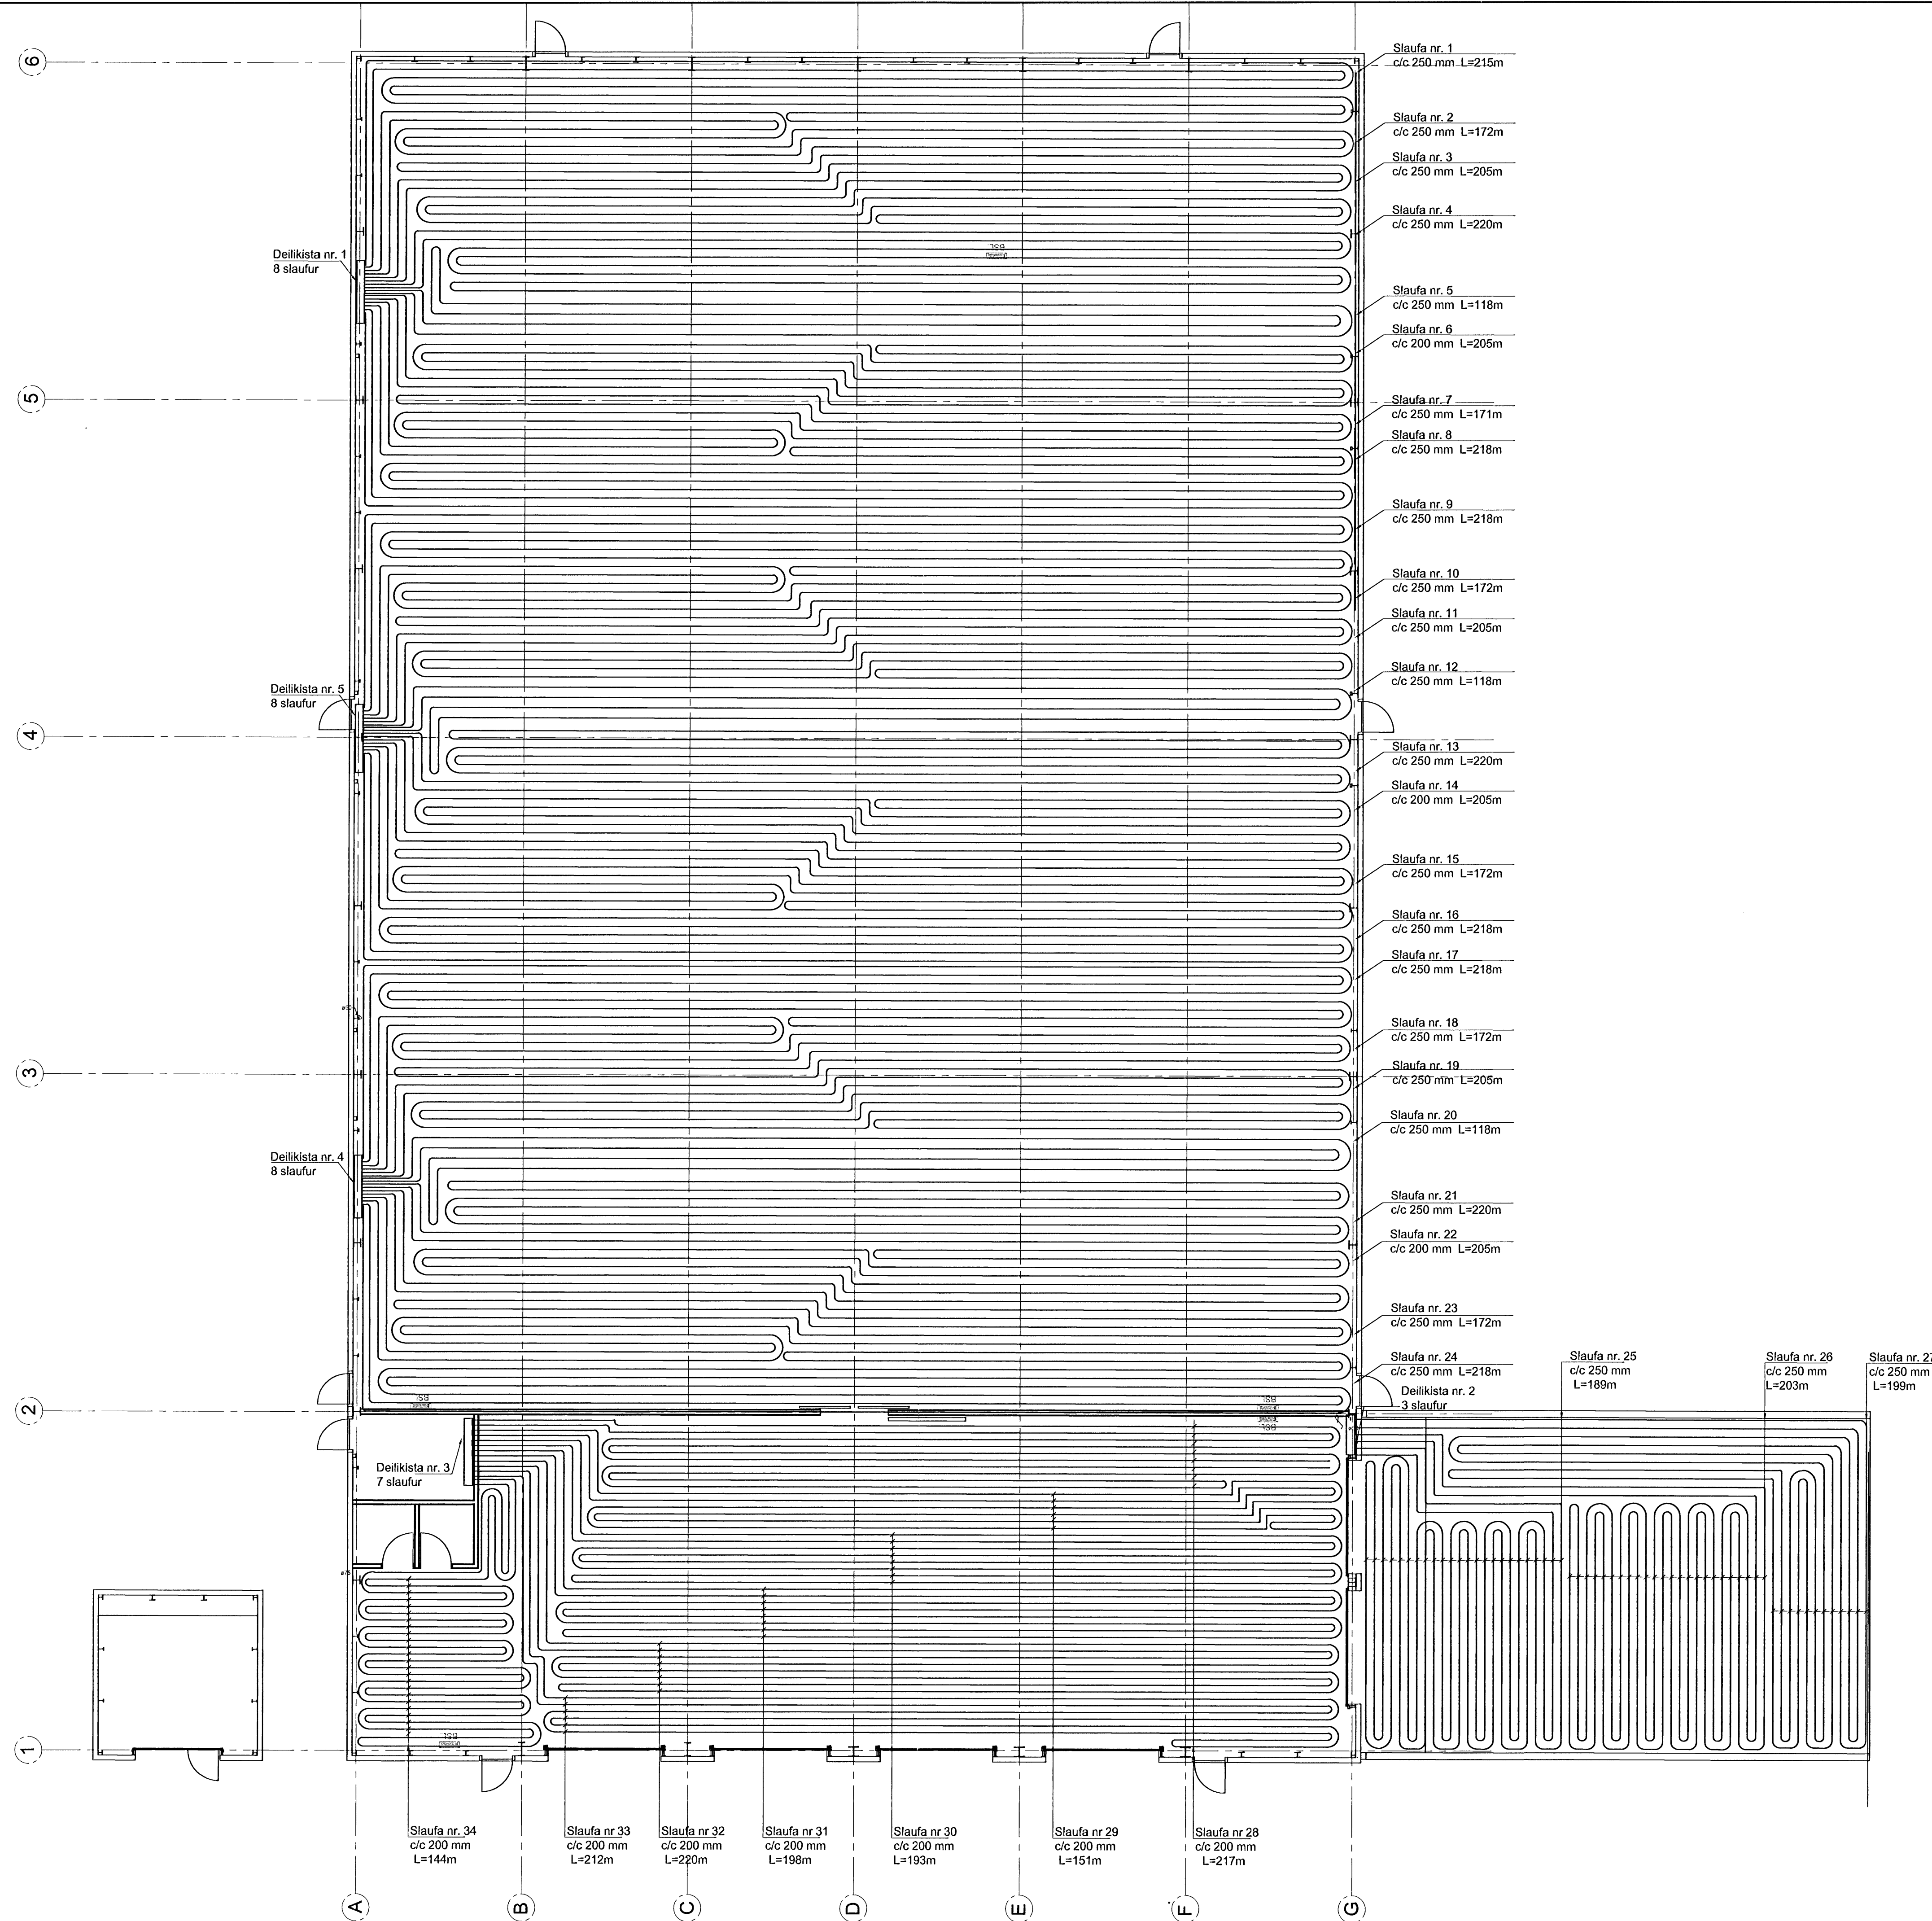 6
5
4
3
2
1
Slaufa nr. 1
c/c 250 mm L=215m
Slaufa nr. 2
c/c 250 mm L=172m
Slaufa nr. 3
c/c 250 mm L=205m
Slaufa nr. 4
c/c 250 mm L=220m
Deilikista nr. 1
8 slaufur
BSL
Slaufa nr. 5
c/c 250 mm L=118m
Slaufa nr. 6
c/c 200 mm L=205m
Slaufa nr. 7
c/c 250 mm L=171m
Slaufa nr. 8
c/c 250 mm L=218m
Slaufa nr. 9
c/c 250 mm L=218m
Slaufa nr. 10
c/c 250 mm L=172m
Slaufa nr. 11
c/c 250 mm L=205m
Slaufa nr. 12
c/c 250 mm L=118m
Deilikista nr. 5
8 slaufur
Slaufa nr. 13
c/c 250 mm L=220m
Slaufa nr. 14
c/c 200 mm L=205m
Slaufa nr. 15
c/c 250 mm L=172m
Slaufa nr. 16
c/c 250 mm L=218m
Slaufa nr. 17
c/c 250 mm L=218m
Slaufa nr. 18
c/c 250 mm L=172m
Slaufa nr. 19
c/c 250 mm L=205m
Slaufa nr. 20
c/c 250 mm L=118m
Deilikista nr. 4
8 slaufur
Slaufa nr. 21
c/c 250 mm L=220m
Slaufa nr. 22
c/c 200 mm L=205m
Slaufa nr. 23
c/c 250 mm L=172m
Slaufa nr. 24
c/c 250 mm L=218m
Deilikista nr. 2
3 slaufur
Slaufa nr. 25
c/c 250 mm
L=189m
Slaufa nr. 26
c/c 250 mm
L=203m
Slaufa nr. 27
c/c 250 mm
L=199m
BSL
BSL
BSL
Deilikista nr. 3
7 slaufur
BSL
Slaufa nr. 34
c/c 200 mm
L=144m
Slaufa nr 33
c/c 200 mm
L=212m
Slaufa nr 32
c/c 200 mm
L=220m
Slaufa nr 31
c/c 200 mm
L=198m
Slaufa nr 30
c/c 200 mm
L=193m
Slaufa nr 29
c/c 200 mm
L=151m
Slaufa nr 28
c/c 200 mm
L=217m
A
B
C
D
E
F
G